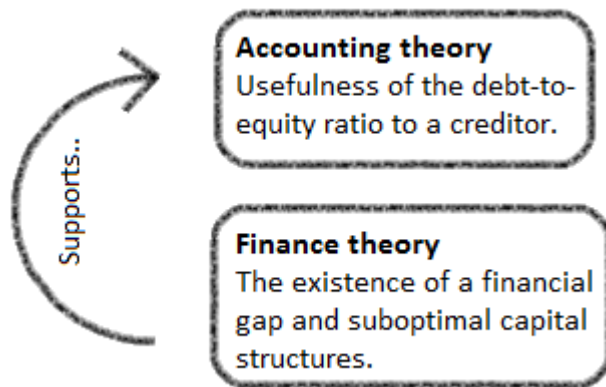 Accounting theory
Usefulness of the debt-to-
equity ratio to a creditor.
Supports..
Finance theory
The existence of a financial
gap and suboptimal capital
structures.